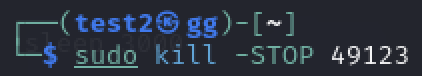 ┌──(test2㉿gg)-[~]
└─$ sudo kill -STOP 49123